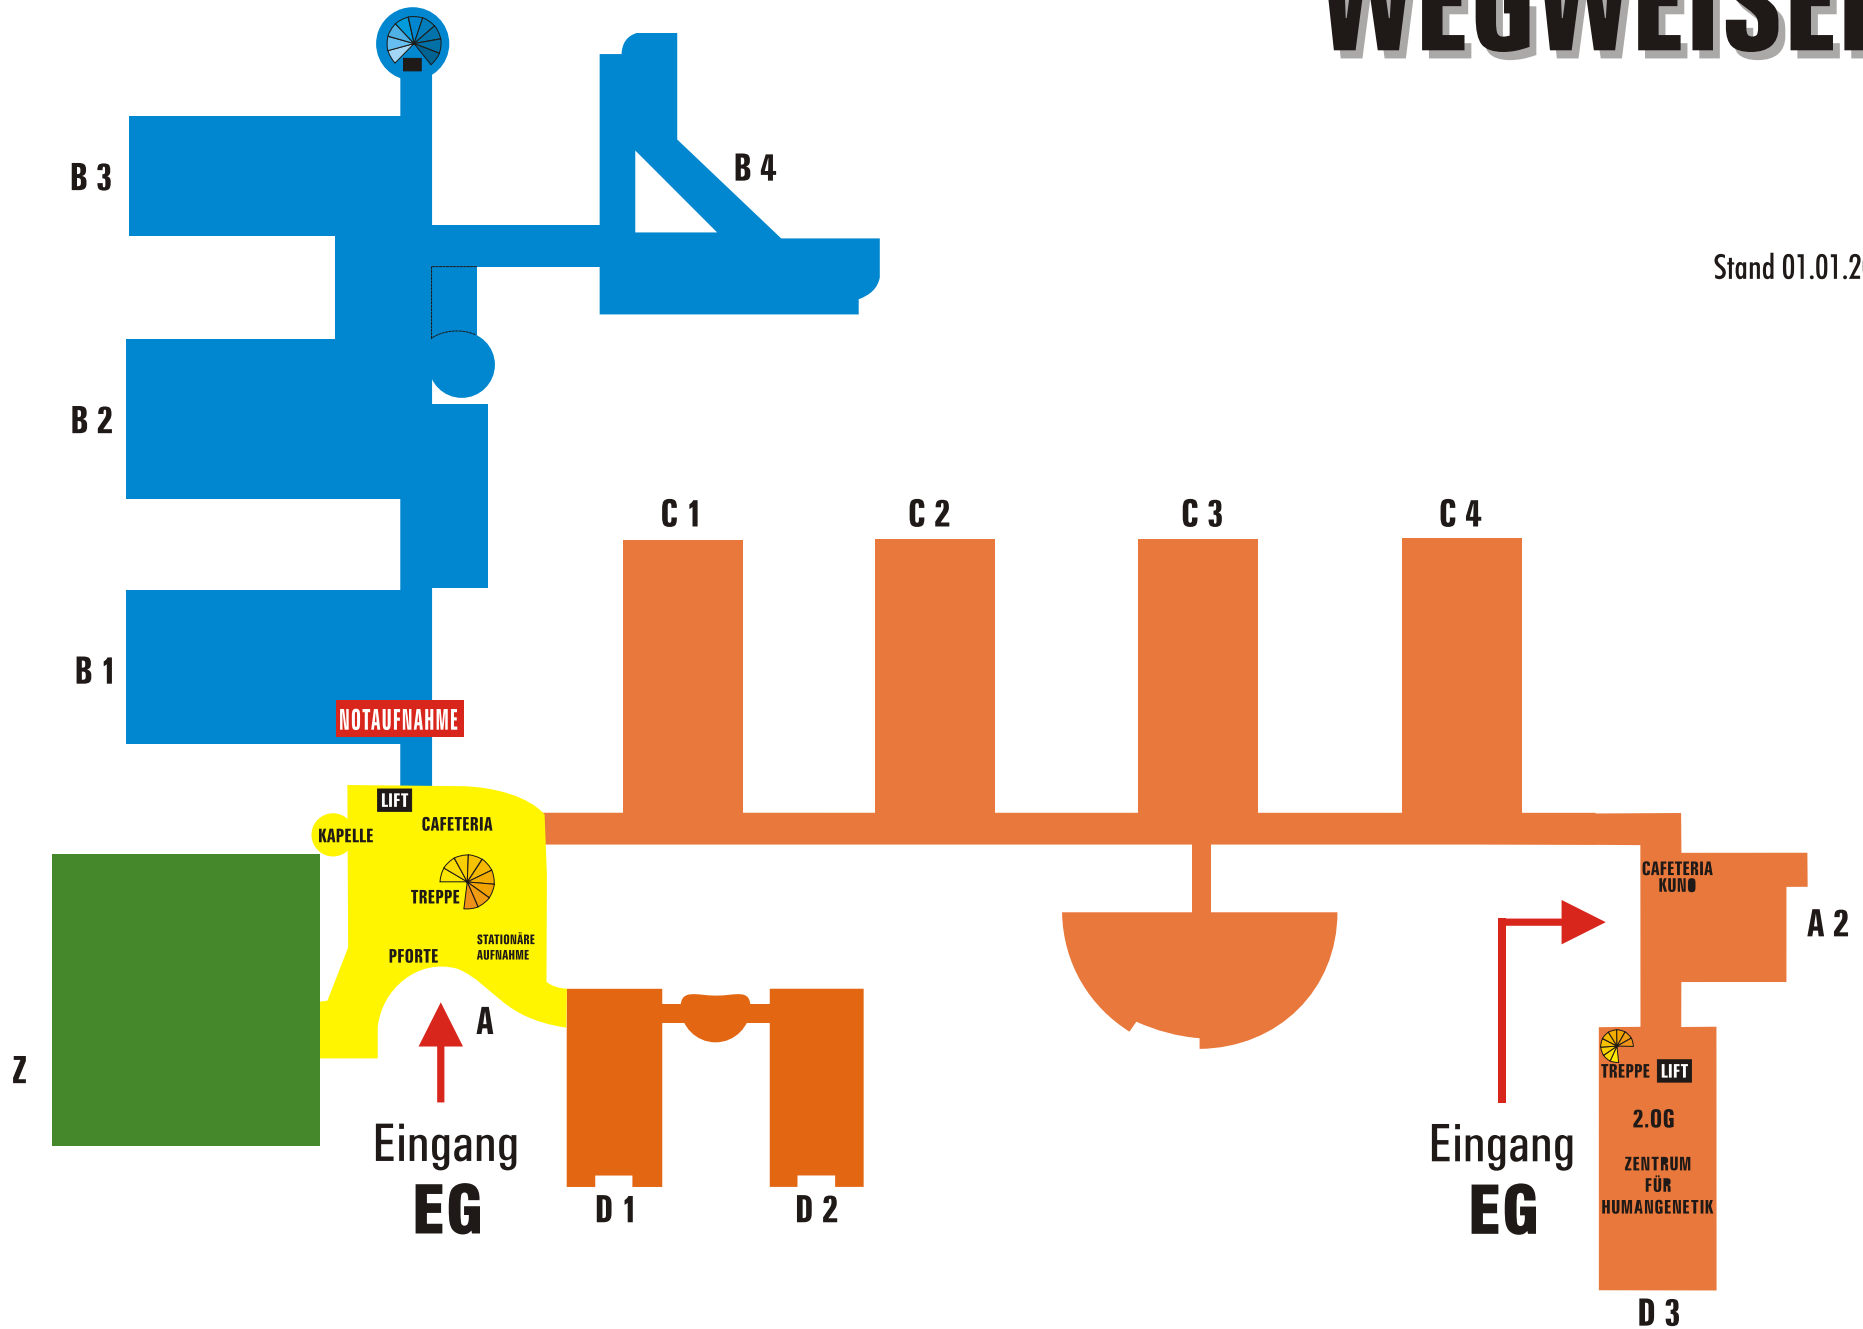 WEGWEISER
B 3
B 4
Stand 01.01.2
B 2
C 1
C 2
C 3
C 4
B 1
NOTAUFNAHME
LIFT
CAFETERIA
KAPELLE
TREPPE
STATIONÄRE
AUFNAHME
PFORTE
A
Z
CAFETERIA
KUNO
A 2
TREPPE LIFT
2.OG
ZENTRUM
FÜR
HUMANGENETIK
Eingang
EG
Eingang
EG
D 1
D 2
D 3